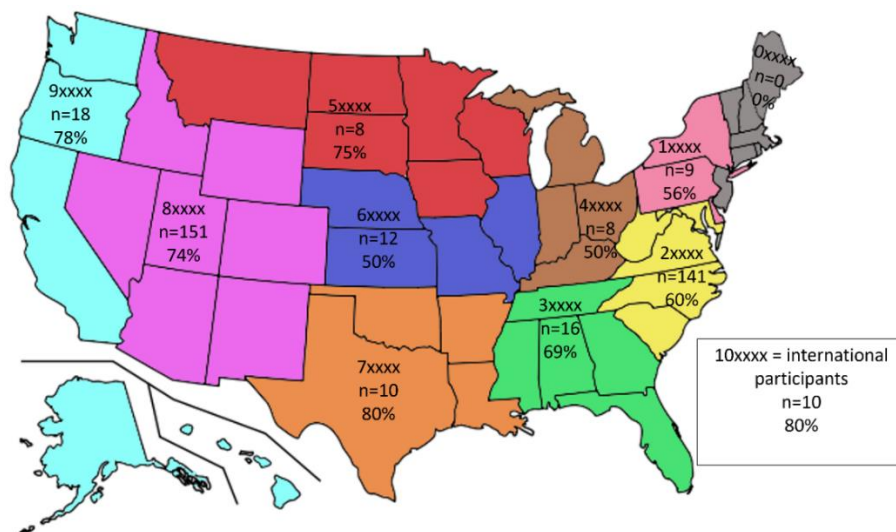 0xxxx
n=0
0%
9xxxx
n=18
78%
5xxxx
n=8
75%
1xxxx
n=9
56%
8xxxx
n=151
74%
6xxxx
n=12
50%
4xxxx
n=8
50%
2xxxx
n=141
60%
3xxxx
n=16
69%
7xxxx
n=10
80%
10xxxx = international
participants
n=10
80%